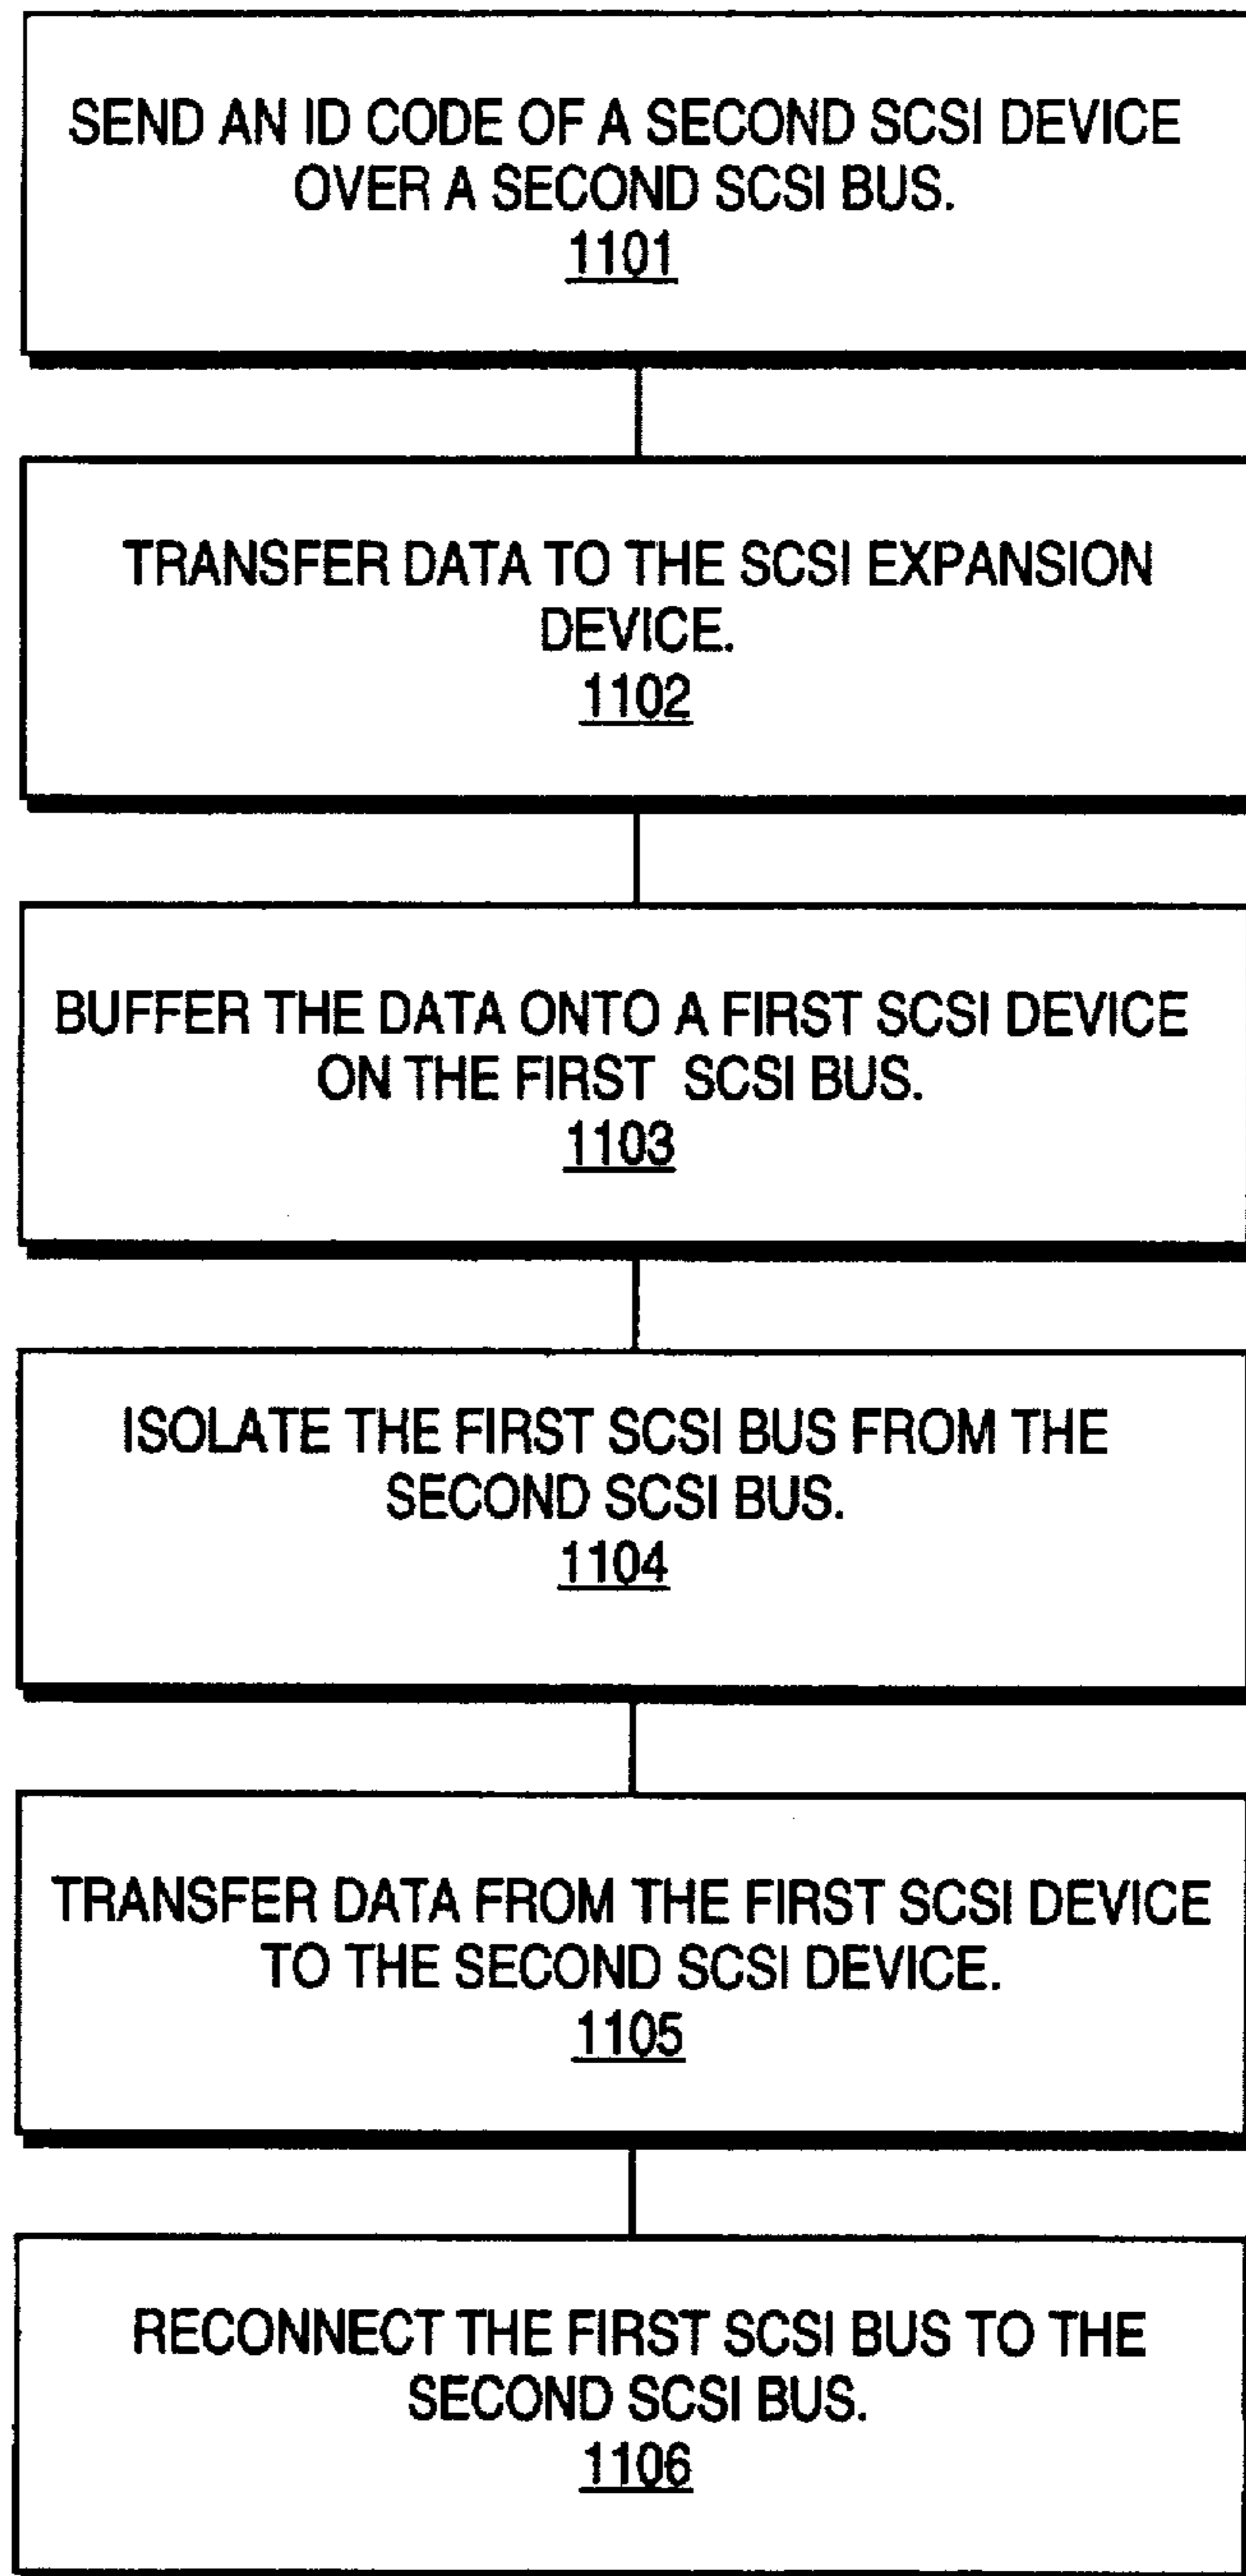 SEND AN ID CODE OF A SECOND SCSI DEVICE
OVER A SECOND SCSI BUS.
1101
TRANSFER DATA TO THE SCSI EXPANSION
DEVICE.
1102
BUFFER THE DATA ONTO A FIRST SCSI DEVICE
ON THE FIRST SCSI BUS.
1103
ISOLATE THE FIRST SCSI BUS FROM THE
SECOND SCSI BUS.
1104
TRANSFER DATA FROM THE FIRST SCSI DEVICE
TO THE SECOND SCSI DEVICE.
1105
RECONNECT THE FIRST SCSI BUS TO THE
SECOND SCSI BUS.
1106